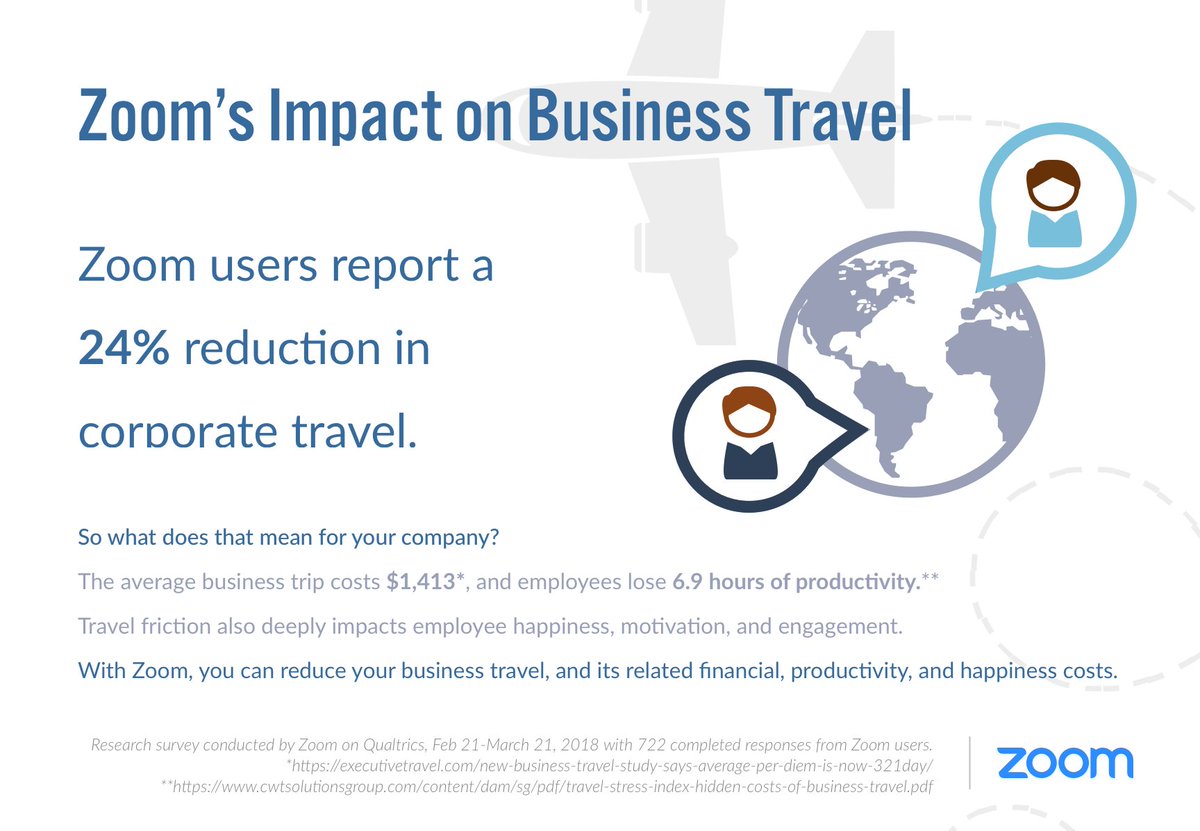 Zoom's Impact on Business Travel
Zoom users report a
24% reduction in
corporate travel.
So what does that mean for your company?
The average business trip costs $1,413*, and employees lose 6.9 hours of productivity.**
Travel friction also deeply impacts employee happiness, motivation, and engagement.
With Zoom, you can reduce your business travel, and its related financial, productivity, and happiness costs.
Research survey conducted by Zoom on Qualtrics, Feb 21-March 21, 2018 with 722 completed responses from Zoom users.
*https://executivetravel.com/new-business-travel-study-says-average-per-diem-is-now-321day/
**https://www.cwtsolutionsgroup.com/content/dam/sg/pdf/travel-stress-index-hidden-costs-of-business-travel.pdf
zoom